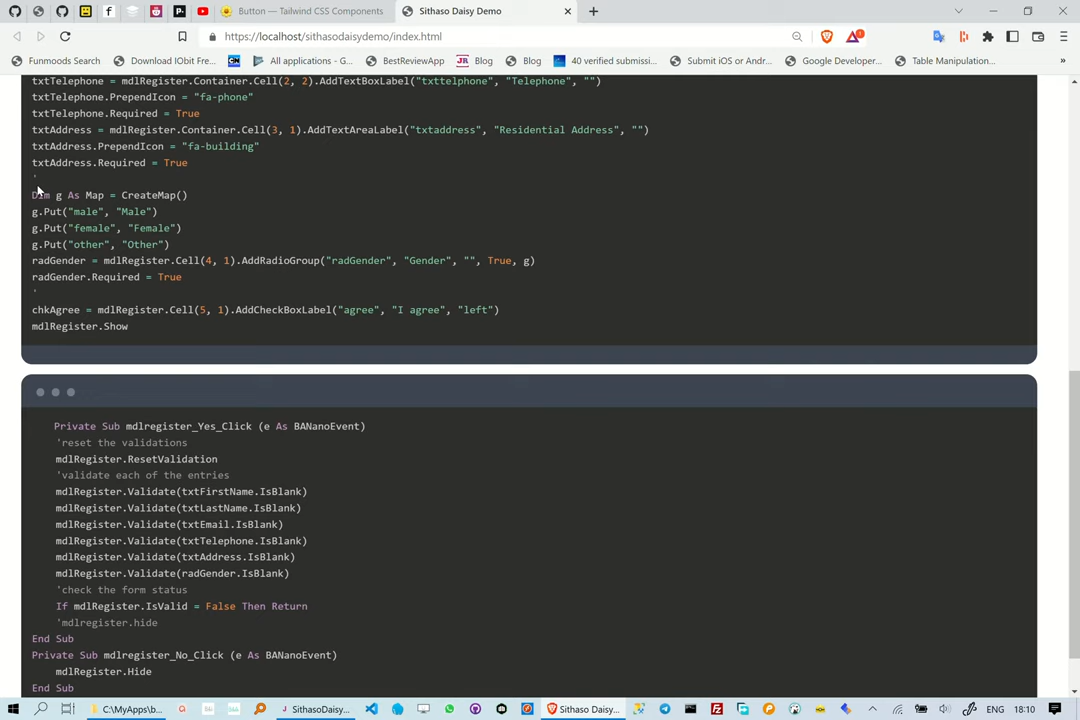 Button — Tailwind CSS Components
Sithaso Daisy Demo
https://localhost/sithasodaisydemo/index.html
Funmoods Search
Download IOBit Fre...
All applications - G...
BestReviewApp
JR
Blog
Blog
40 verified submissi...
Submit iOS or Andr...
Google Developer...
Table Manipulation...
txtTelephone = mdlRegister.Container.Cell(2, 2).AddTextBoxLabel("txttelphone", "Telephone", "")
txtTelephone.PrependIcon = "fa-phone"
txtTelephone.Required = True
txtAddress = mdlRegister.Container.Cell(3, 1).AddTextAreaLabel("txtaddress", "Residential Address", "")
txtAddress.PrependIcon = "fa-building"
txtAddress.Required = True
'
Dim g As Map = CreateMap()
g.Put("male", "Male")
g.Put("female", "Female")
g.Put("other", "Other")
radGender = mdlRegister.Cell(4, 1).AddRadioGroup("radGender", "Gender", "", True, g)
radGender.Required = True
'
chkAgree = mdlRegister.Cell(5, 1).AddCheckBoxLabel("agree", "I agree", "left")
mdlRegister.Show
Private Sub mdlregister_Yes_Click (e As BANanoEvent)
'reset the validations
mdlRegister.ResetValidation
'validate each of the entries
mdlRegister.Validate(txtFirstName.IsBlank)
mdlRegister.Validate(txtLastName.IsBlank)
mdlRegister.Validate(txtEmail.IsBlank)
mdlRegister.Validate(txtTelephone.IsBlank)
mdlRegister.Validate(txtAddress.IsBlank)
mdlRegister.Validate(radGender.IsBlank)
'check the form status
If mdlRegister.IsValid = False Then Return
'mdlregister.hide
End Sub
Private Sub mdlregister_No_Click (e As BANanoEvent)
mdlRegister.Hide
End Sub
C:\MyApps\b...
SithasoDaisy...
Sithaso Daisy...
ENG
18:10